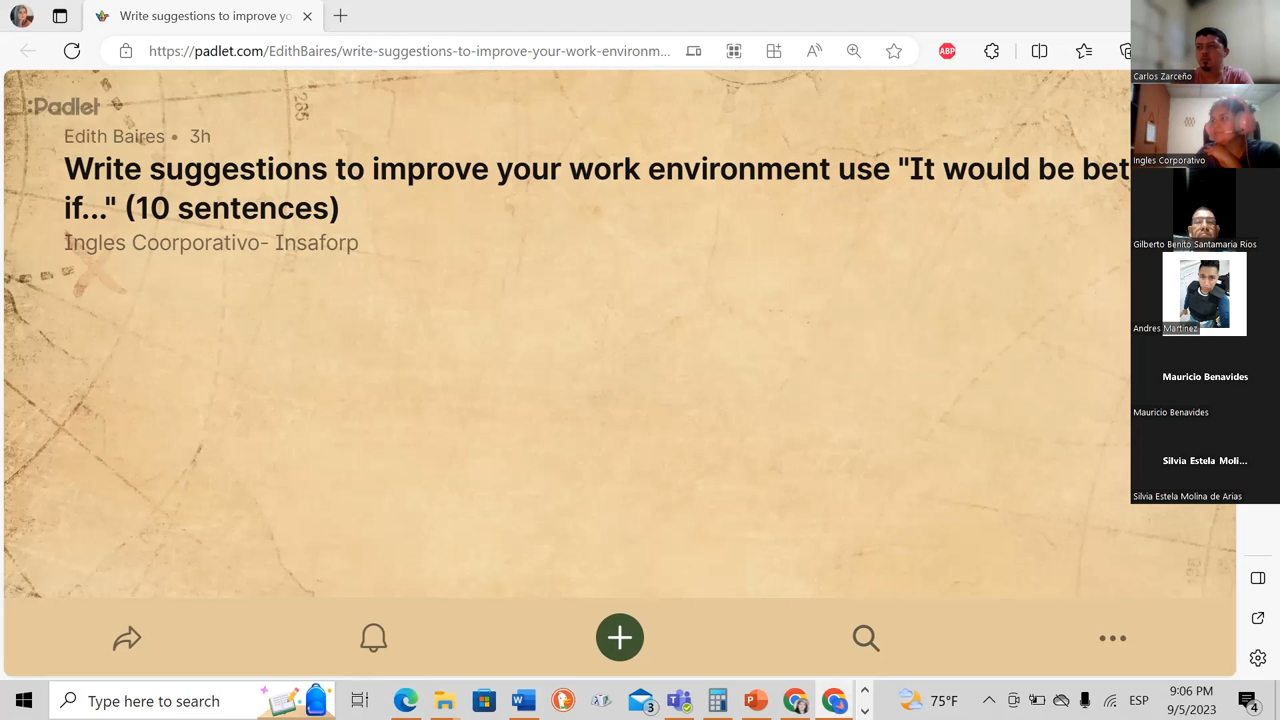 Write suggestions to improve yo
https://padlet.com/EdithBaires/write-suggestions-to-improve-your-work-environm...
ABP
:Padlet
Edith Baires • 3h
Write suggestions to improve your work environment use "It would be bet
if..." (10 sentences)
Ingles Coorporativo- Insaforp
Carlos Zarceño
Ingles Corporativo
Gilberto Benito Santamaria Rios
Andres Martinez
Mauricio Benavides
Mauricio Benavides
Silvia Estela Moli...
Silvia Estela Molina de Arias
Type here to search
3
75°F
ESP
9:06 PM
9/5/2023
4